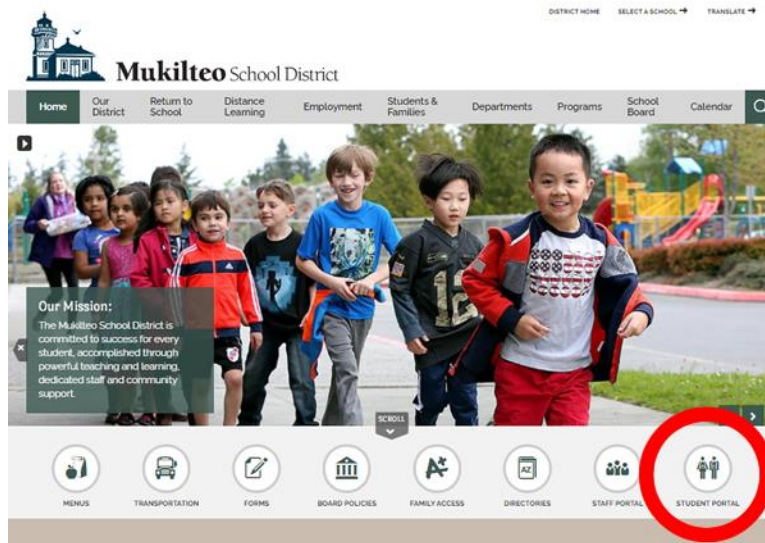 DISTRICT HOME
SELECT A SCHOOL
TRANSLATE
Mukilteo School District
Home
Our
District
Return to
School
Distance
Learning
Employment
Students &
Families
Departments
Programs
School
Board
Calendar
12
Our Mission:
The Mukilteo School District is
committed to success for every
student, accomplished through
powerful teaching and learning,
dedicated staff and community
support.
SCROLL
A+
AZ
MENUS
TRANSPORTATION
FORMS
BOARD POLICIES
FAMILY ACCESS
DIRECTORIES
STAFF PORTAL
STUDENT PORTAL